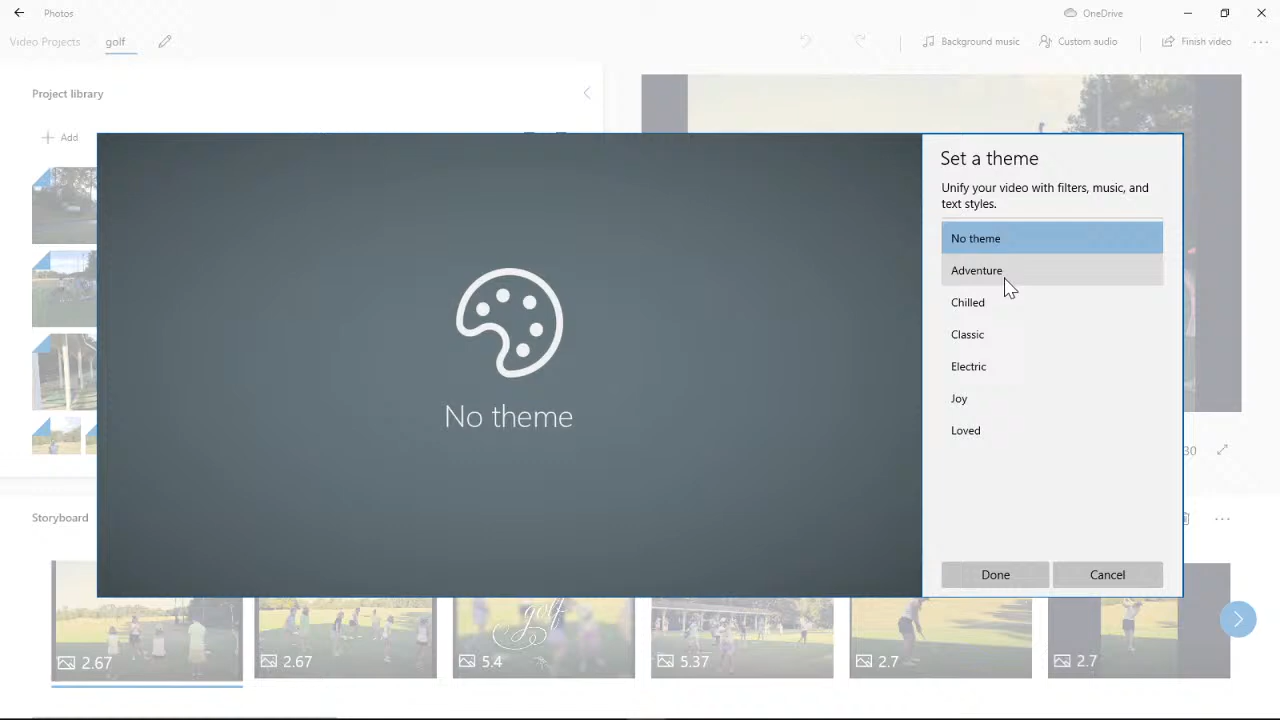 Photos
OneDrive
Video Projects
golf
Background music
Custom audio
Finish video
Project library
Add
Set a theme
Unify your video with filters, music, and
text styles.
No theme
Adventure
Chilled
Classic
Electric
Joy
Loved
No theme
30
Done
Cancel
Storyboard
golf
2.67
2.67
5.4
5.37
2.7
2.7